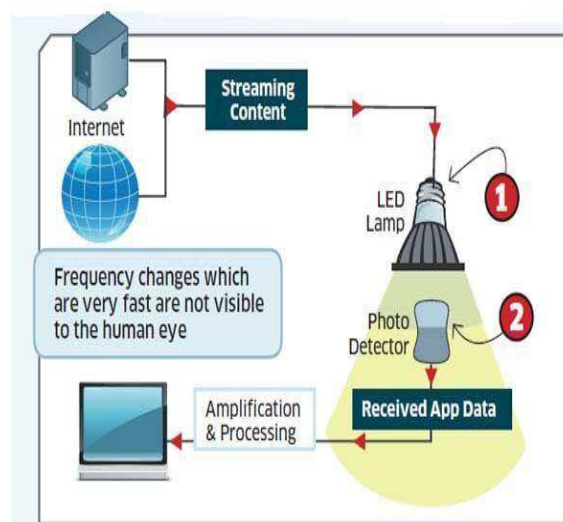 Streaming
Content
Internet
LED
Lamp
1
Frequency changes which
are very fast are not visible
to the human eye
Photo
Detector
2
Received App Data
Amplification
& Processing